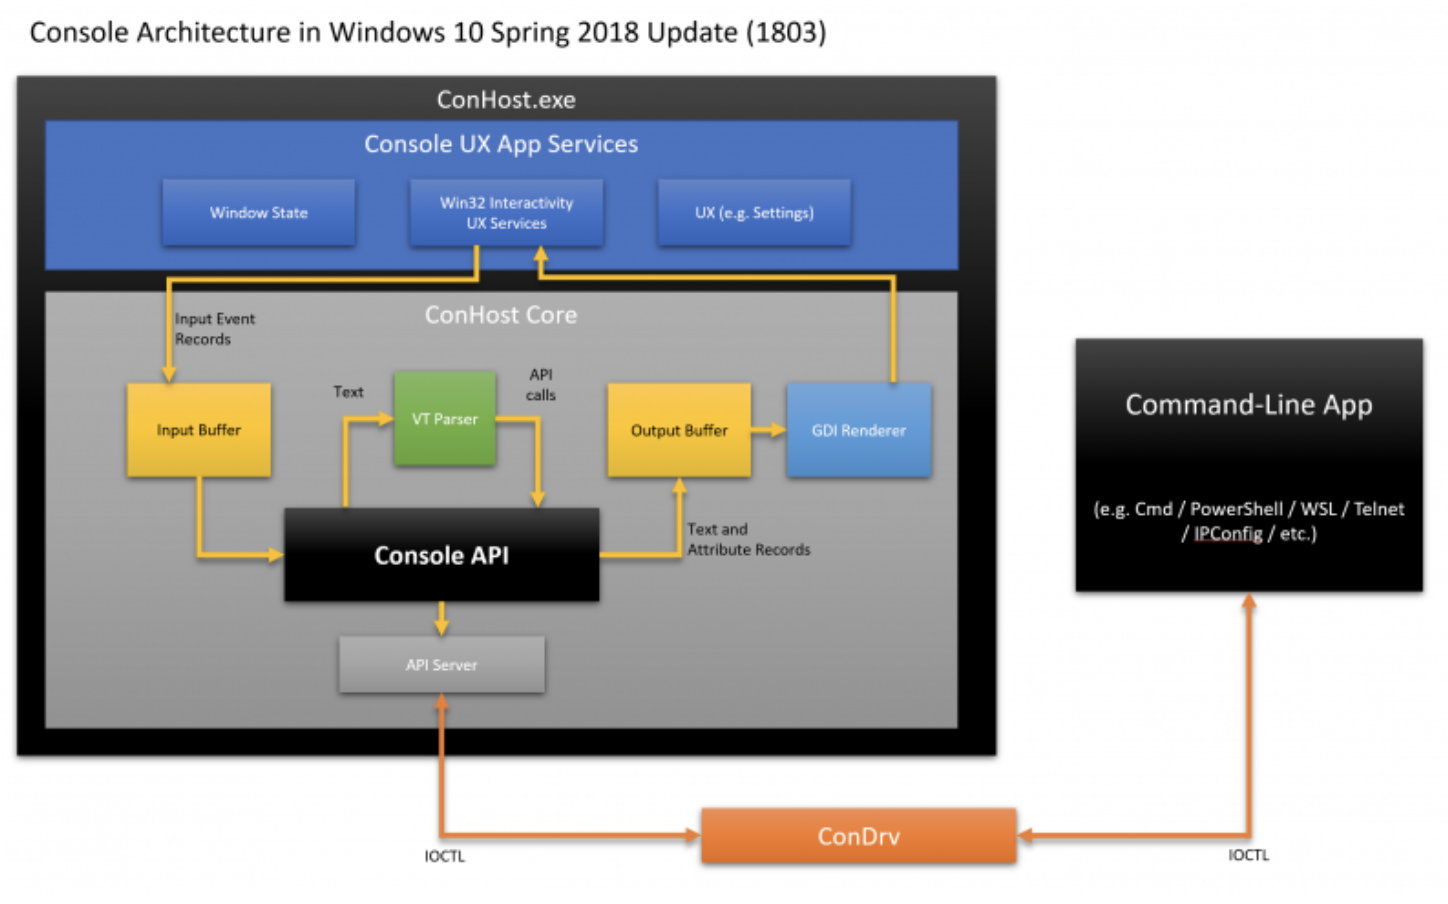 Console Architecture in Windows 10 Spring 2018 Update (1803)
ConHost.exe
Console UX App Services
Window State
Win32 Interactivity
UX Services
UX (e.g. Settings)
ConHost Core
Input Event
Records
Text
VT Parser
API
calls
Input Buffer
Output Buffer
GDI Renderer
Console API
Text and
Attribute Records
API Server
Command-Line App
(e.g. Cmd / PowerShell / WSL / Telnet
/ IPConfig / etc.)
ConDrv
IOCTL
IOCTL